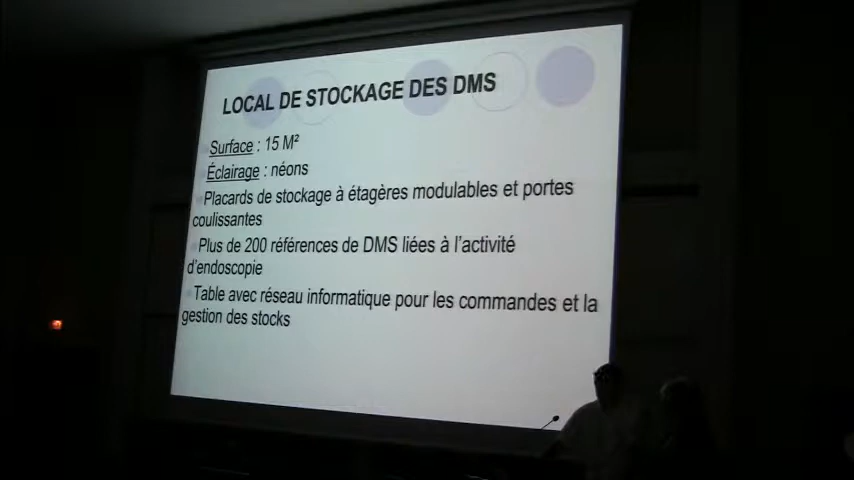 LOCAL DE STOCKAGE DES DMS
Surface : 15 M²
Éclairage : néons
Placards de stockage à étagères modulables et portes
coulissantes
Plus de 200 références de DMS liées à l'activité
d'endoscopie
Table avec réseau informatique pour les commandes et la
gestion des stocks